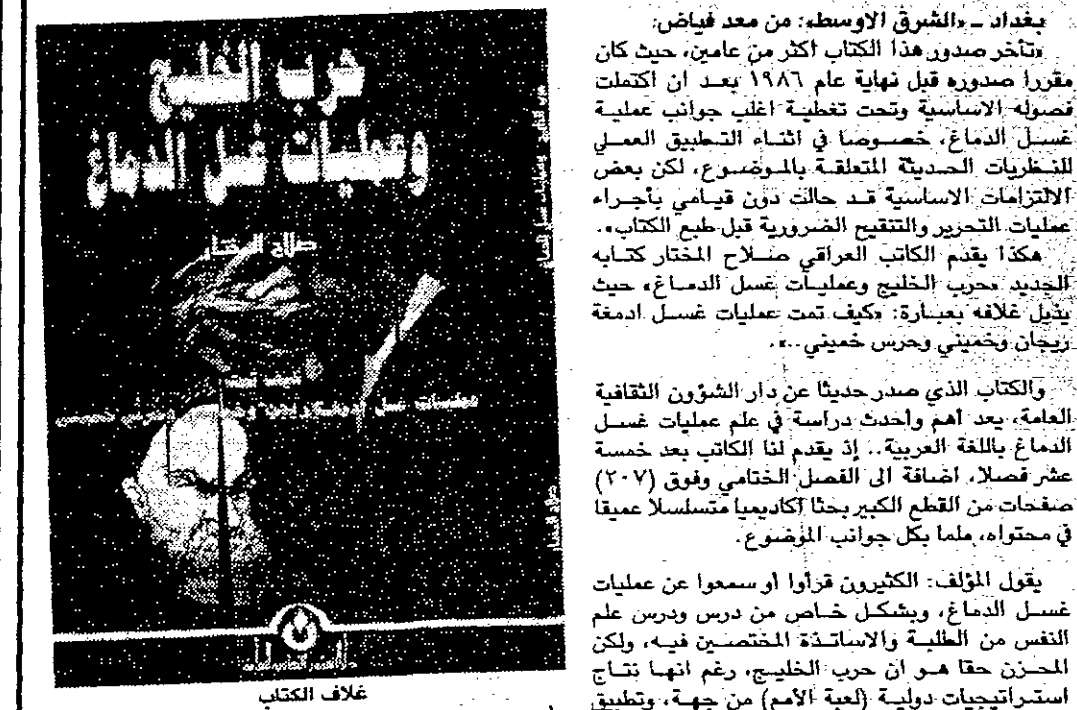 بغداد ـ «الشرق الاوسط»: من معد فياض:
«تأخر صدور هذا الكتاب اكثر من عامين، حيث كان
مقررا صدوره قبل نهاية عام ١٩٨٦ بعد ان اكتملت
فصوله الاساسية وتحت تغطية اغلب جوانب عملية
غسل الدماغ، خصوصا في اثناء التطبيق العملي
للنظريات الحديثة المتعلقة بالموضوع، لكن بعض
الالتزامات الاساسية قد حالت دون قيامي بأجراء
عمليات التحرير والتنقيح الضرورية قبل طبع الكتاب».
هكذا يقدم الكاتب العراقي صلاح المختار كتابه
الجديد «حرب الخليج وعمليات غسل الدماغ» حيث
يذيل غلافه بعبارة: «كيف تمت عمليات غسل ادمغة
ريجان وخميني وحرس خميني..».
والكتاب الذي صدر حديثا عن دار الشؤون الثقافية
العامة، يعد أهم وأحدث دراسة في علم عمليات غسل
الدماغ باللغة العربية.. إذ يقدم لنا الكاتب بعد خمسة
عشر فصلا، اضافة الى الفصل الختامي وفوق (٢٠٧)
صفحات من القطع الكبير بحثا أكاديميا متسلسلا عميقا
في محتواه، ملما بكل جوانب الموضوع.
يقول المؤلف: الكثيرون قرأوا أو سمعوا عن عمليات
غسل الدماغ، وبشكل خاص من درس ودرس علم
النفس من الطلبة والاساتذة المختصين فيه، ولكن
المحزن حقا هو ان حرب الخليج، رغم انها نتاج
استراتيجيات دولية (لعبة الأمم) من جهة، وتطبيق
حرب الخليج
وعمليات غسل الدماغ
صلاح المختار
كيف تمت
غلاف الكتاب